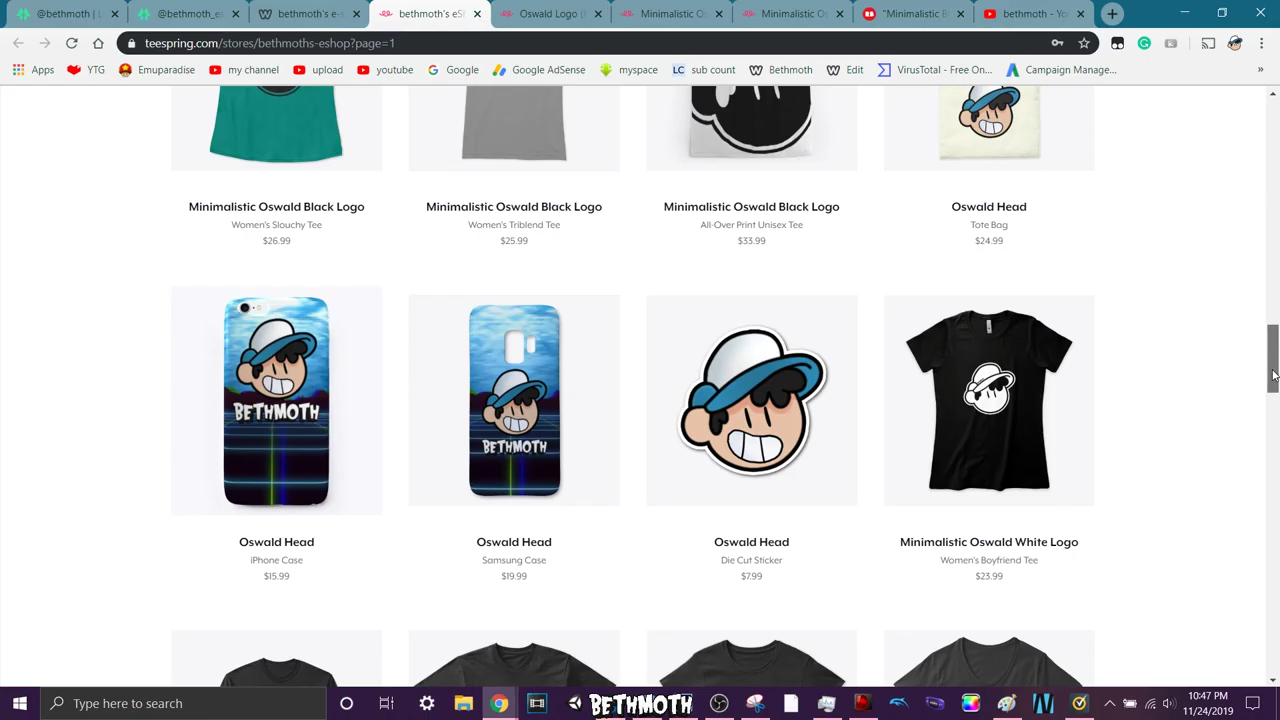 @bethmoth | L
@bethmoth_es
bethmoth's e-s
bethmoth's eS
Oswald Logo (F
Minimalistic Os
Minimalistic Os
"Minimalistic B
bethmoth - Yo
teespring.com/stores/bethmoths-eshop?page=1
Apps
YTG
Emuparadise
my channel
upload
youtube
Google
Google AdSense
myspace
LC sub count
Bethmoth
Edit
VirusTotal - Free On...
Campaign Manage...
»
Minimalistic Oswald Black Logo
Women's Slouchy Tee
$26.99
Minimalistic Oswald Black Logo
Women's Triblend Tee
$25.99
Minimalistic Oswald Black Logo
All-Over Print Unisex Tee
$33.99
Oswald Head
Tote Bag
$24.99
BETHMOTH
BETHMOTH
Oswald Head
iPhone Case
$15.99
Oswald Head
Samsung Case
$19.99
Oswald Head
Die Cut Sticker
$7.99
Minimalistic Oswald White Logo
Women's Boyfriend Tee
$23.99
Type here to search
BETHMOTH
10:47 PM
11/24/2019